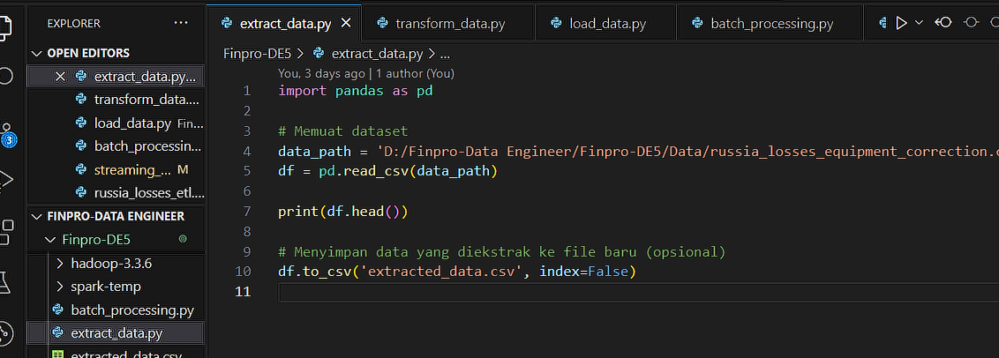 EXPLORER ...
OPEN EDITORS
extract_data.py...
transform_data....
load_data.py Fin...
batch_processin...
streaming_... M
russia_losses_etl....
3
FINPRO-DATA ENGINEER
Finpro-DE5
hadoop-3.3.6
spark-temp
batch_processing.py
extract_data.py
extracted_data.csv
extract_data.py
transform_data.py
load_data.py
batch_processing.py
Finpro-DE5 > extract_data.py > ...
You, 3 days ago | 1 author (You)
1 import pandas as pd
2
3 # Memuat dataset
4 data_path = 'D:/Finpro-Data Engineer/Finpro-DE5/Data/russia_losses_equipment_correction.
5 df = pd.read_csv(data_path)
6
7 print(df.head())
8
9 # Menyimpan data yang diekstrak ke file baru (opsional)
10 df.to_csv('extracted_data.csv', index=False)
11